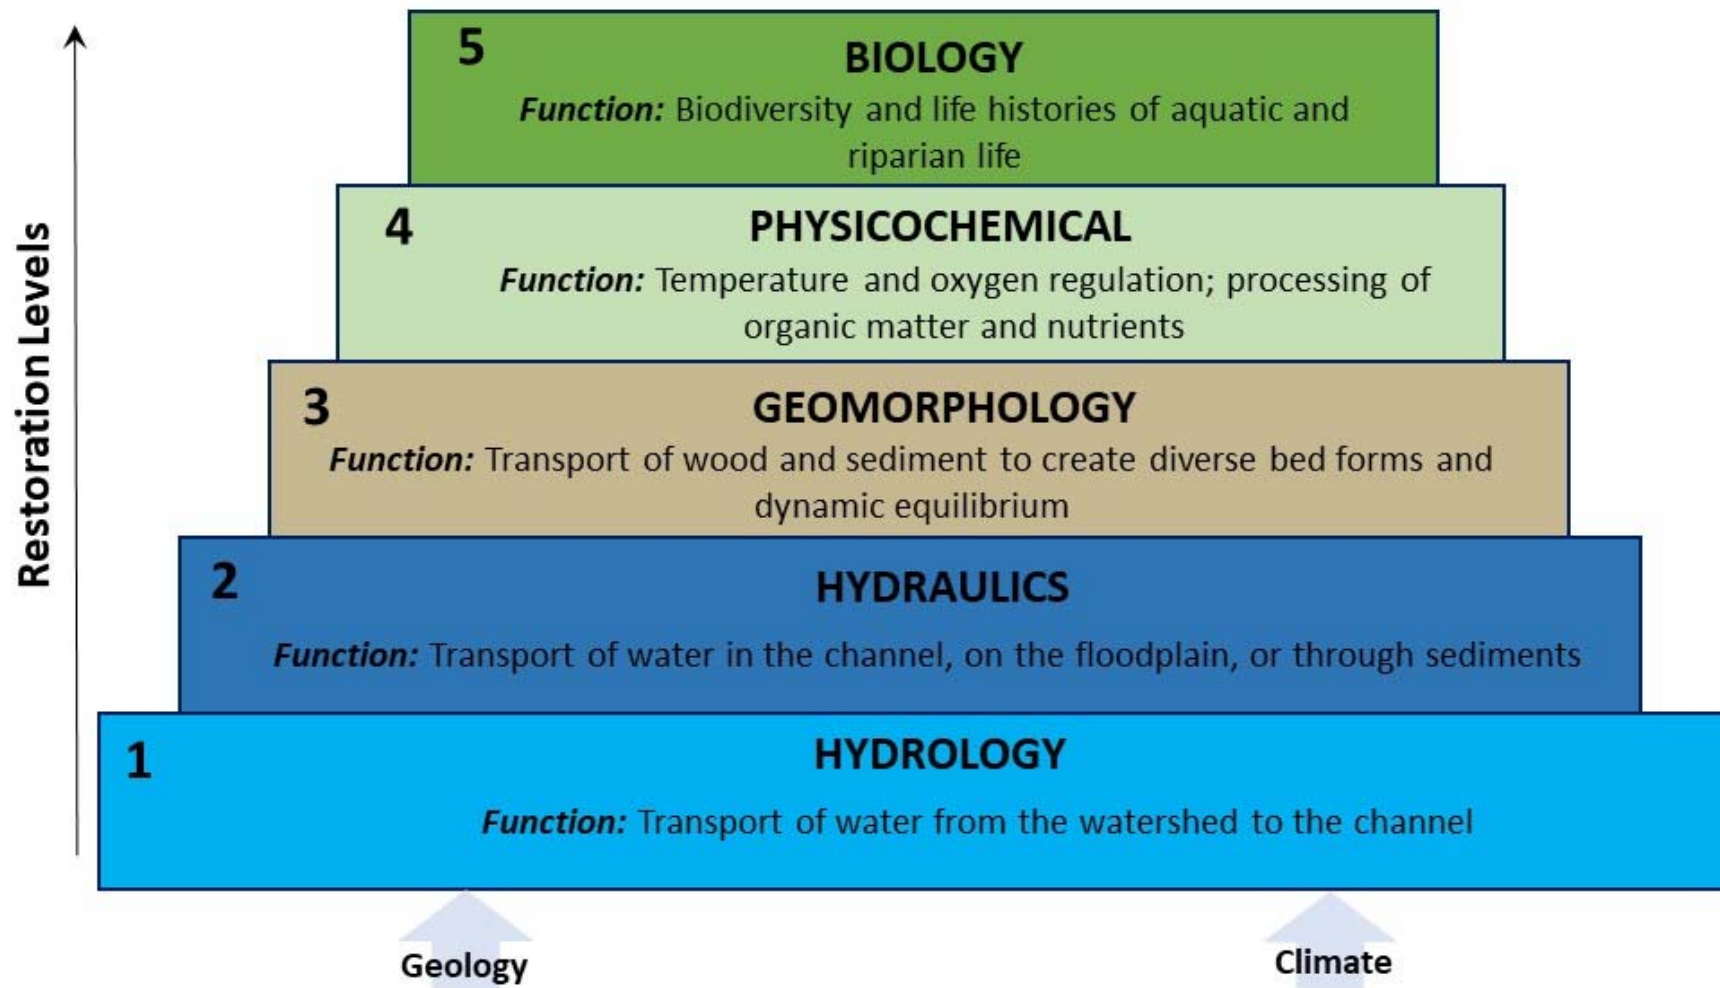 Restoration Levels
5
BIOLOGY
Function: Biodiversity and life histories of aquatic and
riparian life
4
PHYSICOCHEMICAL
Function: Temperature and oxygen regulation; processing of
organic matter and nutrients
3
GEOMORPHOLOGY
Function: Transport of wood and sediment to create diverse bed forms and
dynamic equilibrium
2
HYDRAULICS
Function: Transport of water in the channel, on the floodplain, or through sediments
1
HYDROLOGY
Function: Transport of water from the watershed to the channel
Geology
Climate